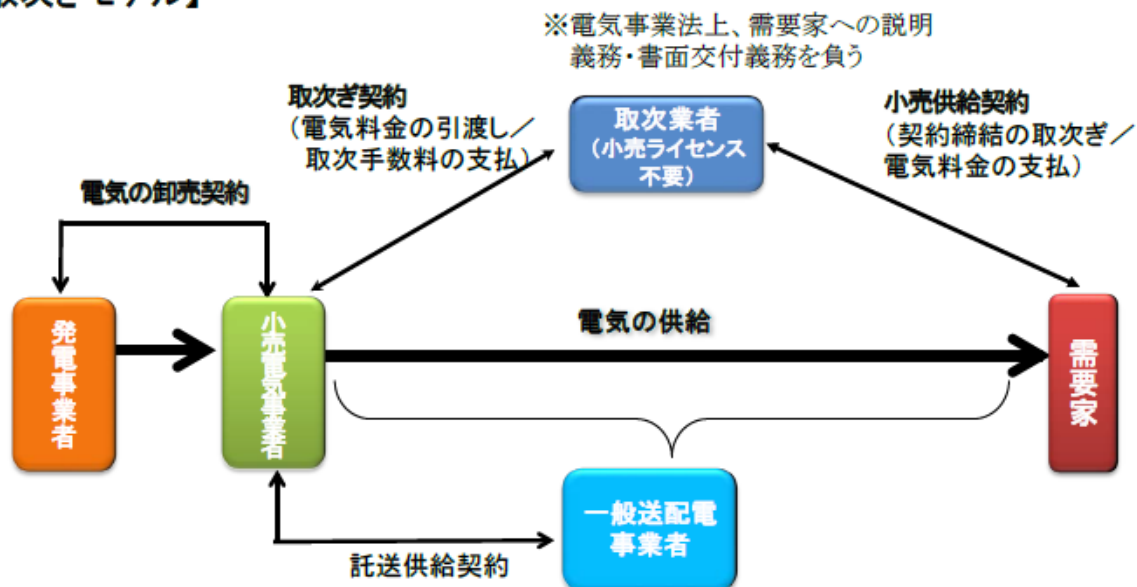 取次ぎモデル】
※電気事業法上、需要家への説明
義務・書面交付義務を負う
取次ぎ契約
（電気料金の引渡し／
取次手数料の支払）
取次業者
（小売ライセンス
不要）
小売供給契約
（契約締結の取次ぎ／
電気料金の支払）
電気の卸売契約
発電事業者
小売電気事業者
電気の供給
需要家
一般送配電
事業者
託送供給契約